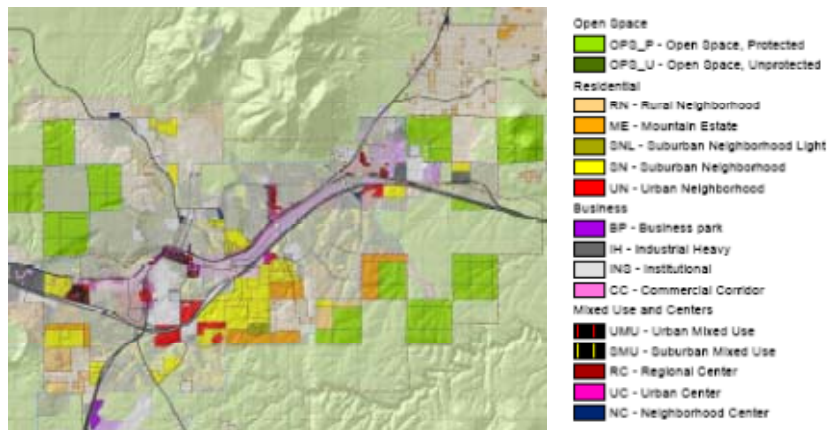 Open Space
OPS_P - Open Space, Protected
OPS_U - Open Space, Unprotected
Residential
RN - Rural Neighborhood
ME - Mountain Estate
SNL - Suburban Neighborhood Light
SN - Suburban Neighborhood
UN - Urban Neighborhood
Business
BP - Business park
IH - Industrial Heavy
INS - Institutional
CC - Commercial Corridor
Mixed Use and Centers
UMU - Urban Mixed Use
SMU - Suburban Mixed Use
RC - Regional Center
UC - Urban Center
NC - Neighborhood Center